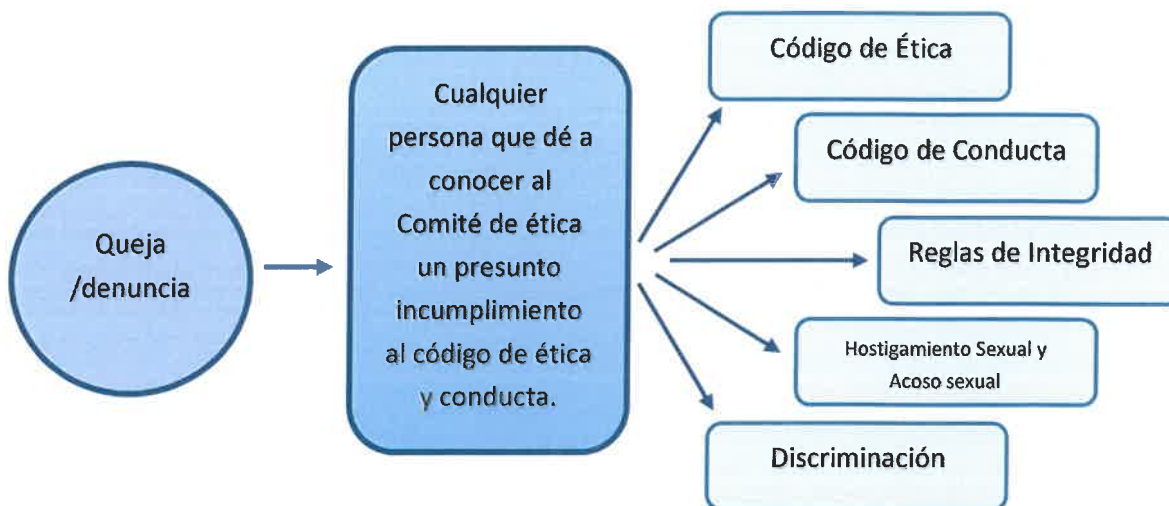 Queja
/denuncia
Cualquier
persona que dé a
conocer al
Comité de ética
un presunto
incumplimiento
al código de ética
y conducta.
Código de Ética
Código de Conducta
Reglas de Integridad
Hostigamiento Sexual y
Acoso sexual
Discriminación